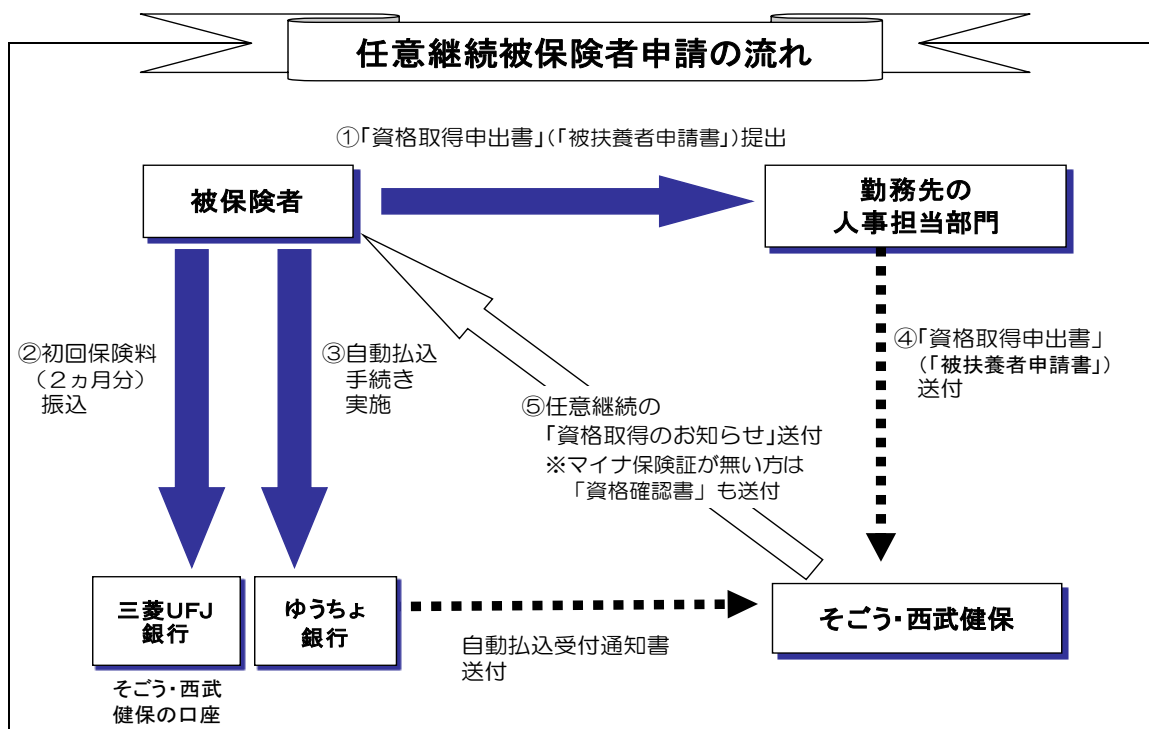 任意継続被保険者申請の流れ
①「資格取得申出書」(「被扶養者申請書」)提出
被保険者
勤務先の
人事担当部門
②初回保険料
(2ヵ月分)
振込
③自動払込
手続き
実施
④「資格取得申出書」
(「被扶養者申請書」)
送付
⑤任意継続の
「資格取得のお知らせ」送付
※マイナ保険証が無い方は
「資格確認書」も送付
三菱UFJ
銀行
ゆうちょ
銀行
そごう・西武健保
自動払込受付通知書
送付
そごう・西武
健保の口座